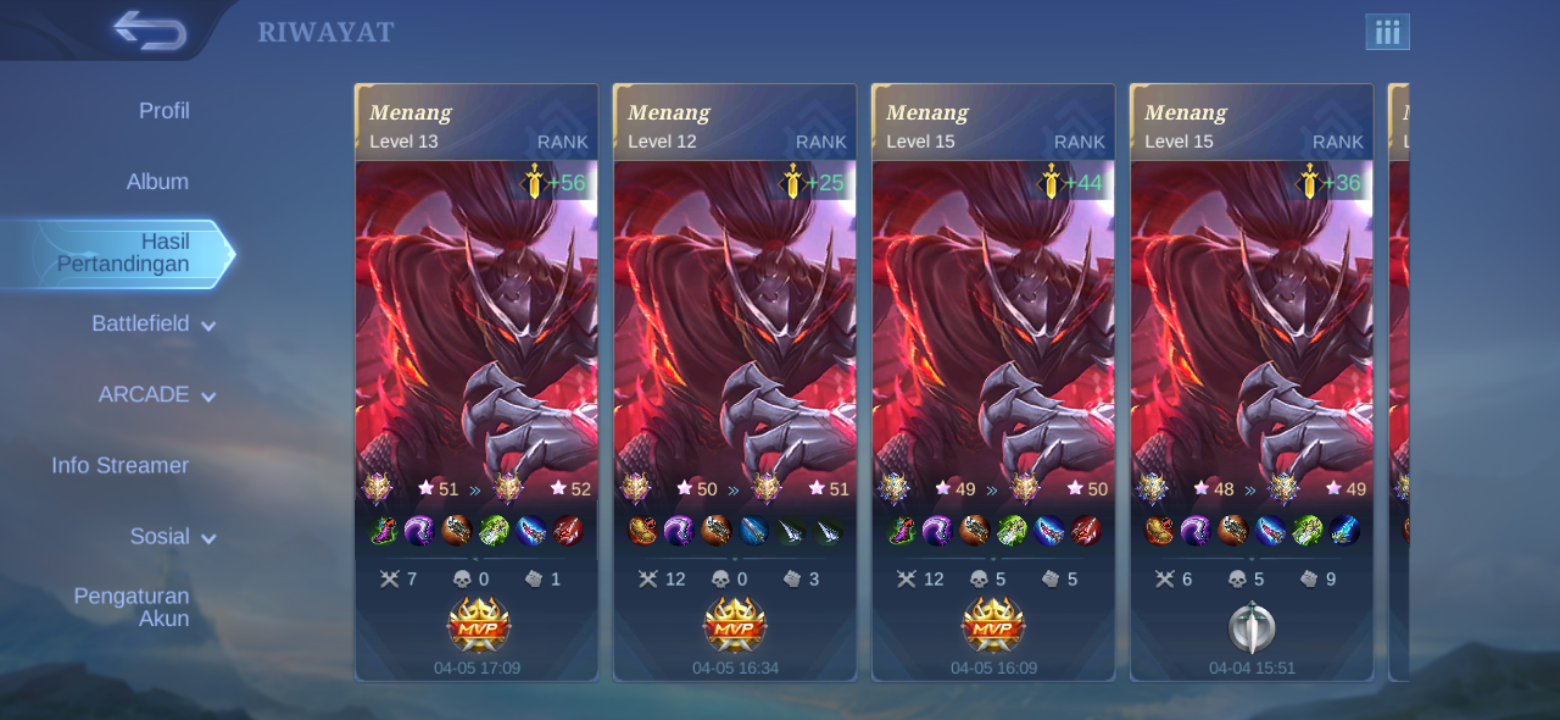 RIWAYAT
Profil
Album
Hasil
Pertandingan
Battlefield
ARCADE
Info Streamer
Sosial
Pengaturan
Akun
Menang
Level 13 RANK
+56
51 » 52
7 0 1
MVP
04-05 17:09
Menang
Level 12 RANK
+25
50 » 51
12 0 3
MVP
04-05 16:34
Menang
Level 15 RANK
+44
49 » 50
12 5 5
MVP
04-05 16:09
Menang
Level 15 RANK
+36
48 » 49
6 5 9
04-04 15:51